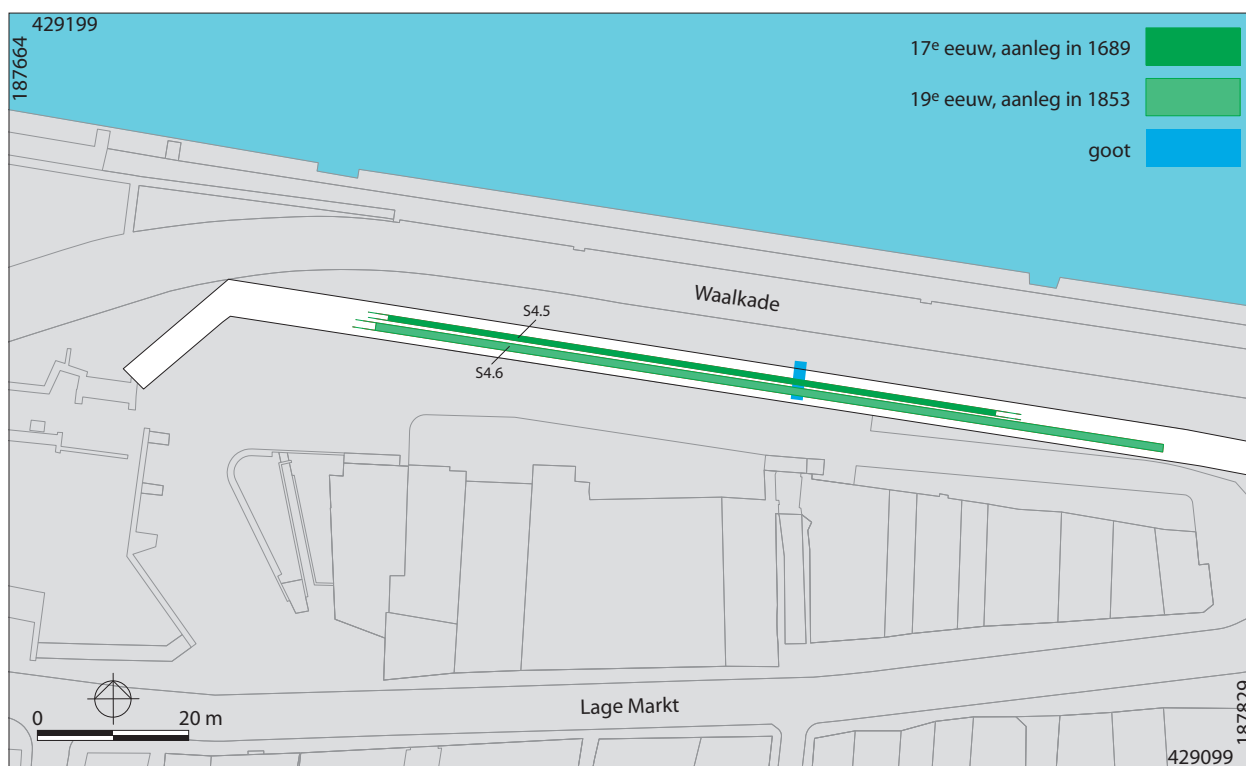 429199
187664
17e eeuw, aanleg in 1689
19e eeuw, aanleg in 1853
goot
Waalkade
S4.5
S4.6
Lage Markt
0 20 m
187829
429099